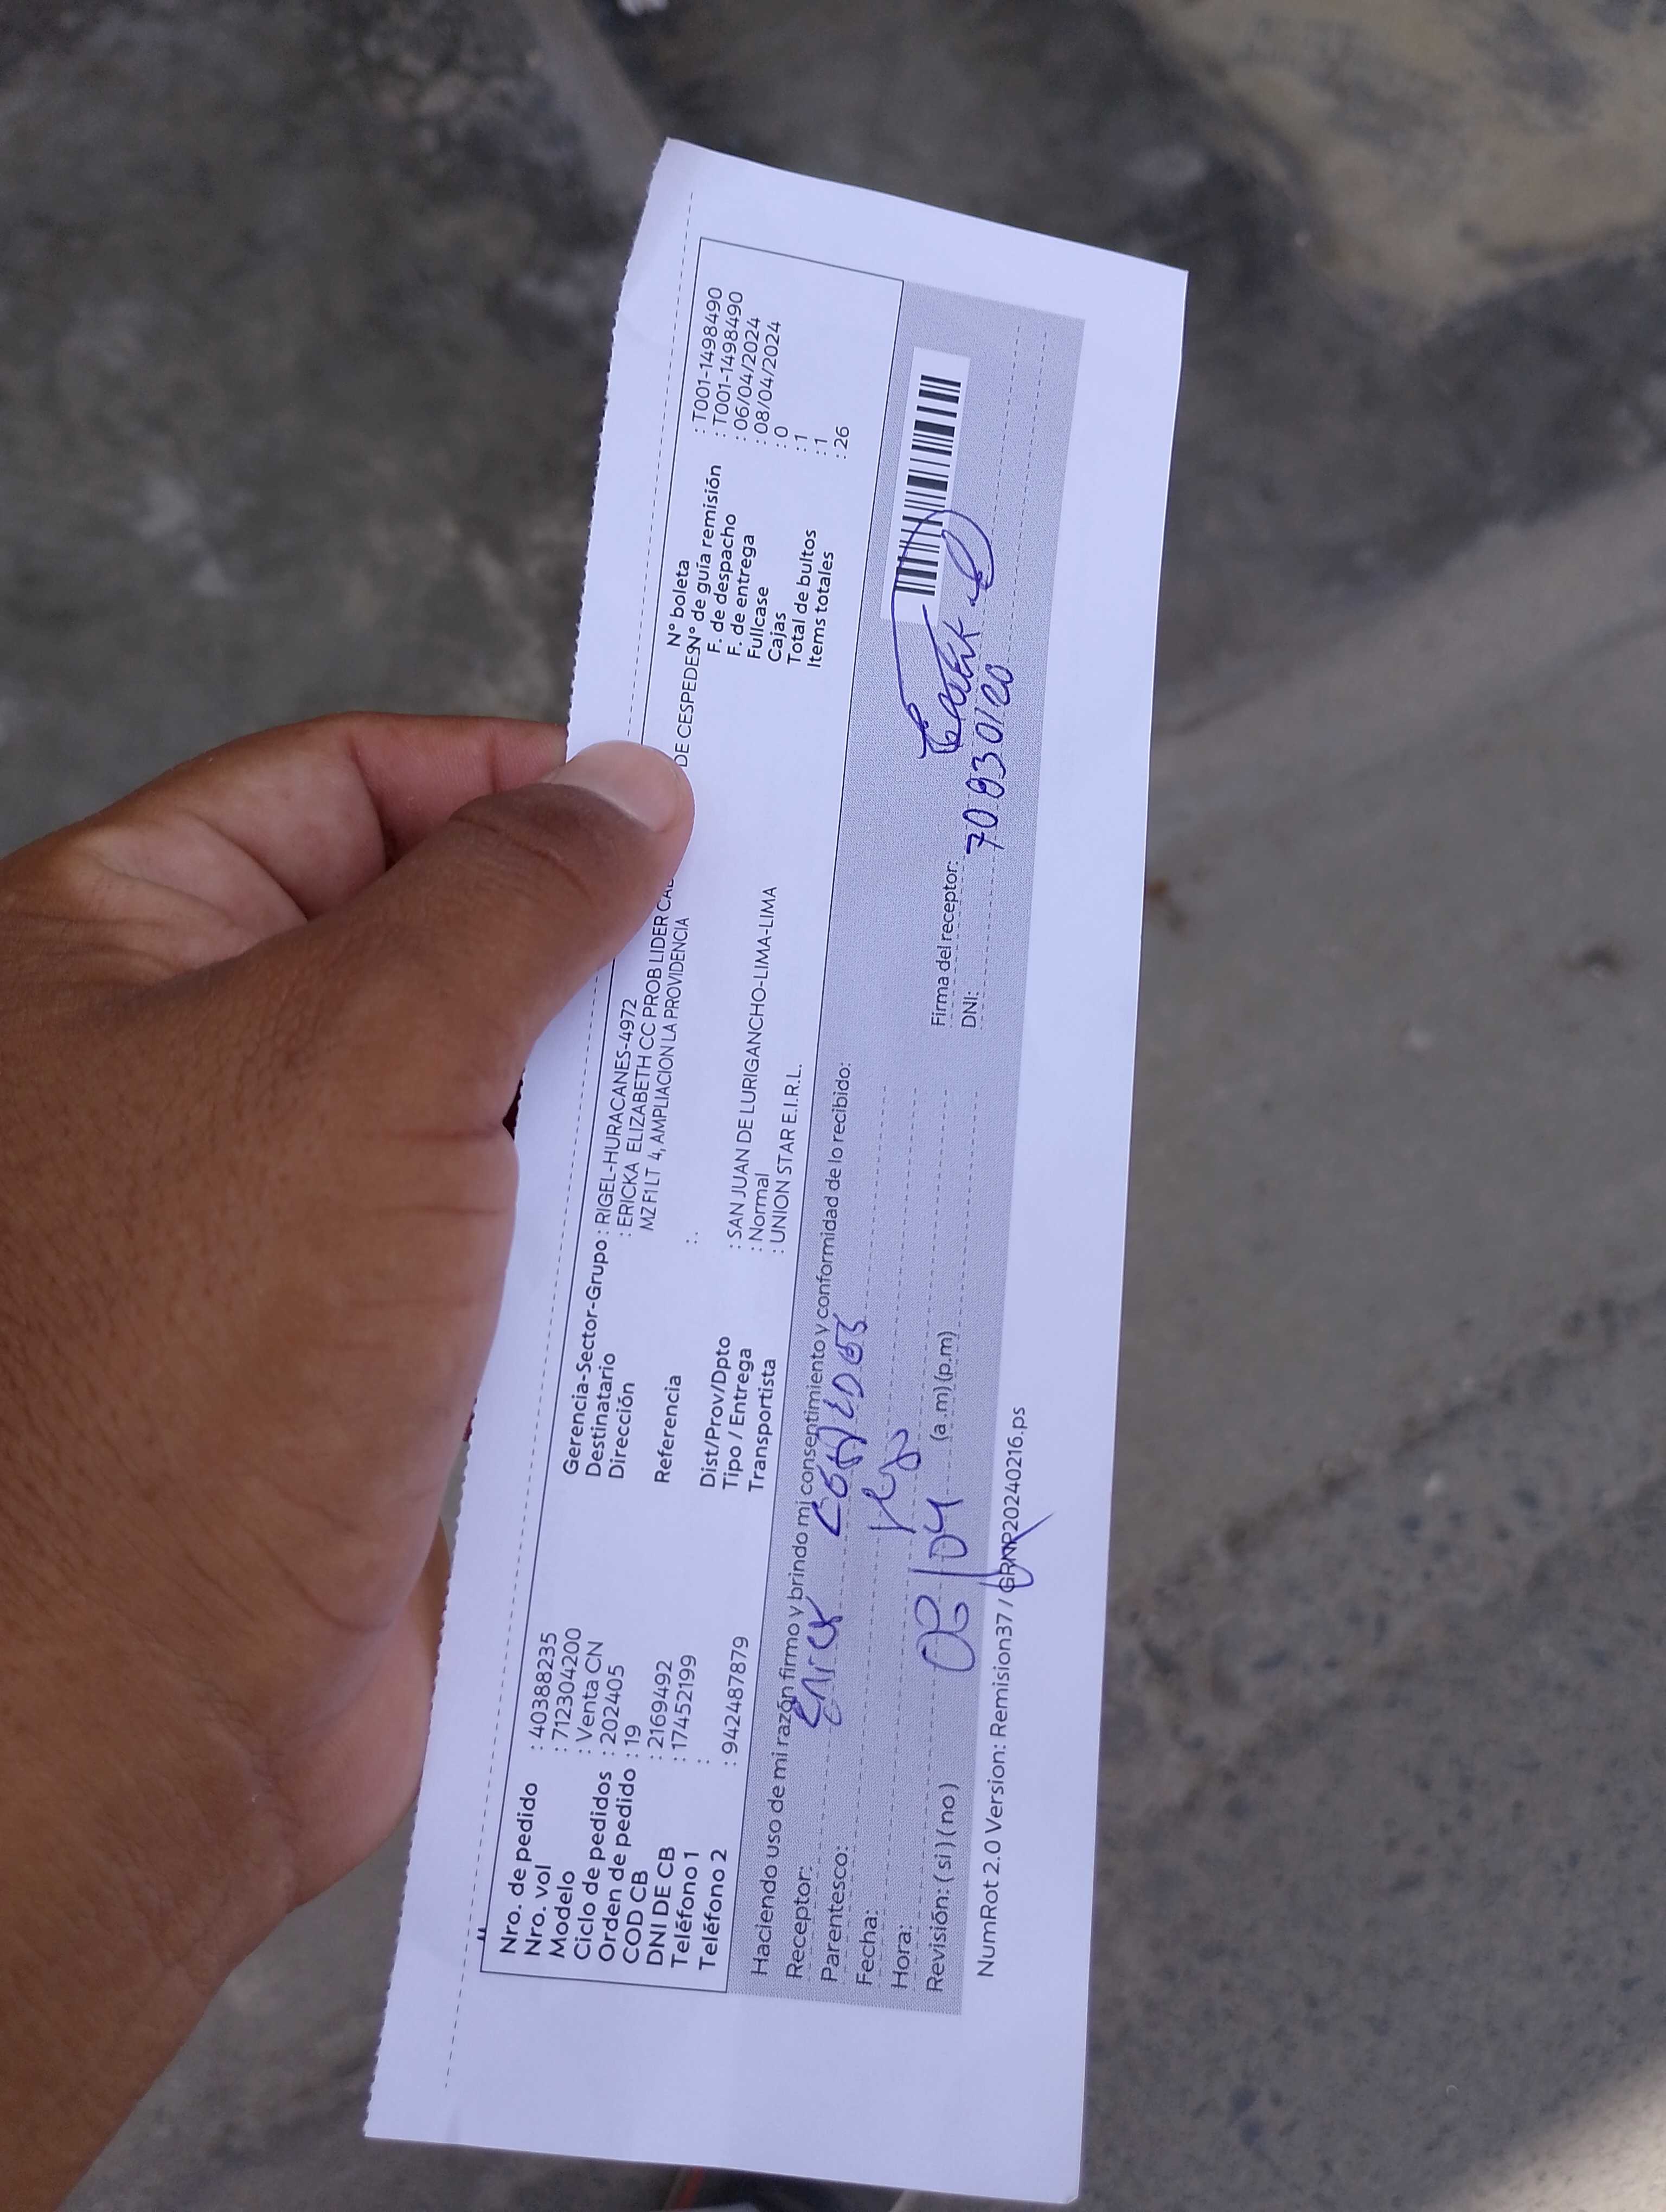 Nro. de pedido : 40388235
Nro. vol : 712304200
Modelo : Venta CN
Ciclo de pedidos : 202405
Orden de pedido : 19
COD CB : 2169492
DNI DE CB : 17452199
Teléfono 1 :
Teléfono 2 : 942487879
Gerencia-Sector-Grupo : RIGEL-HURACANES-4972
Destinatario : ERICKA ELIZABETH CC PROB LIDER DE CESPEDES
Dirección MZ F1 LT 4, AMPLIACION LA PROVIDENCIA
Referencia :.
Dist/Prov/Dpto : SAN JUAN DE LURIGANCHO-LIMA-LIMA
Tipo / Entrega : Normal
Transportista : UNION STAR E.I.R.L.
N° boleta : T001-1498490
N° de guía remisión : T001-1498490
F. de despacho : 06/04/2024
F. de entrega : 08/04/2024
Fullcase : 0
Cajas : 1
Total de bultos : 1
Items totales : 26
Haciendo uso de mi razón firmo y brindo mi consentimiento y conformidad de lo recibido:
Receptor:
Parentesco:
Fecha:
Hora: 08/04 (a.m) (p.m)
Revisión: ( si ) ( no )
Firma del receptor:
DNI: 70930120
NumRot 2.0 Version: Remision37 / GRNP20240216.ps